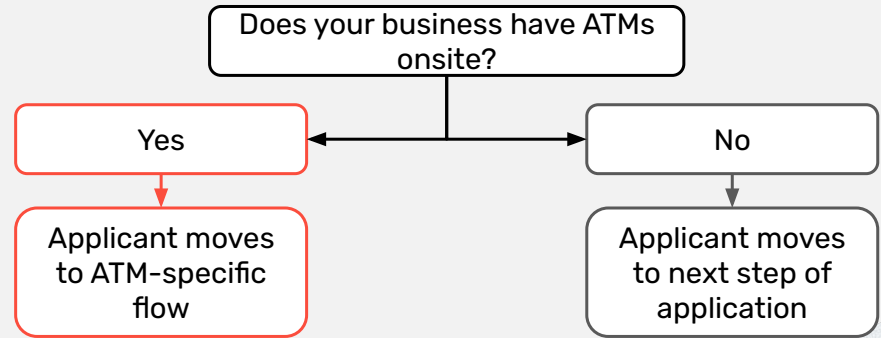 Does your business have ATMs
onsite?
Yes
No
Applicant moves
to ATM-specific
flow
Applicant moves
to next step of
application